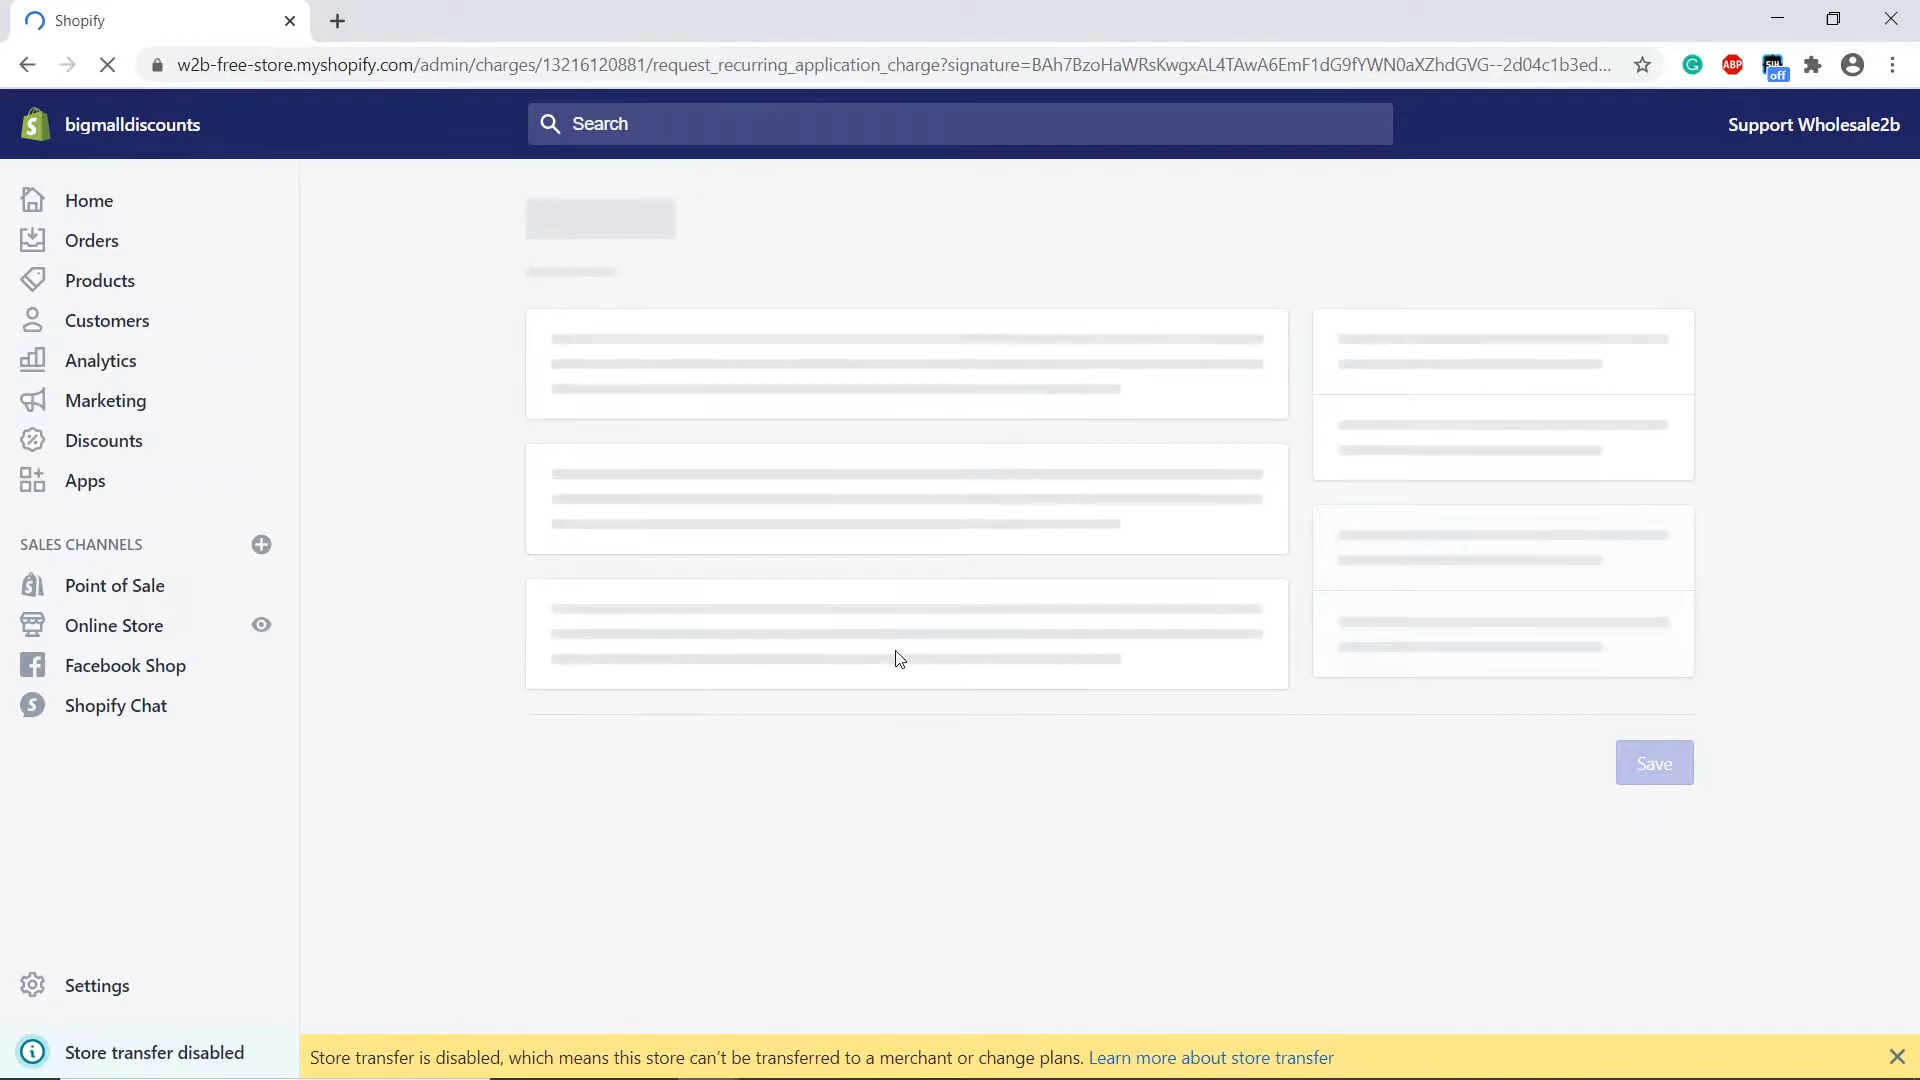 Shopify
w2b-free-store.myshopify.com/admin/charges/13216120881/request_recurring_application_charge?signature=BAh7BzoHaWRsKwgxAL4TAwA6EmF1dG9fYWN0aXZhdGVG--2d04c1b3ed...
ABP
off
bigmalldiscounts
Search
Support Wholesale2b
Home
Orders
Products
Customers
Analytics
Marketing
Discounts
Apps
SALES CHANNELS
Point of Sale
Online Store
Facebook Shop
Shopify Chat
Save
Settings
Store transfer disabled
Store transfer is disabled, which means this store can't be transferred to a merchant or change plans. Learn more about store transfer